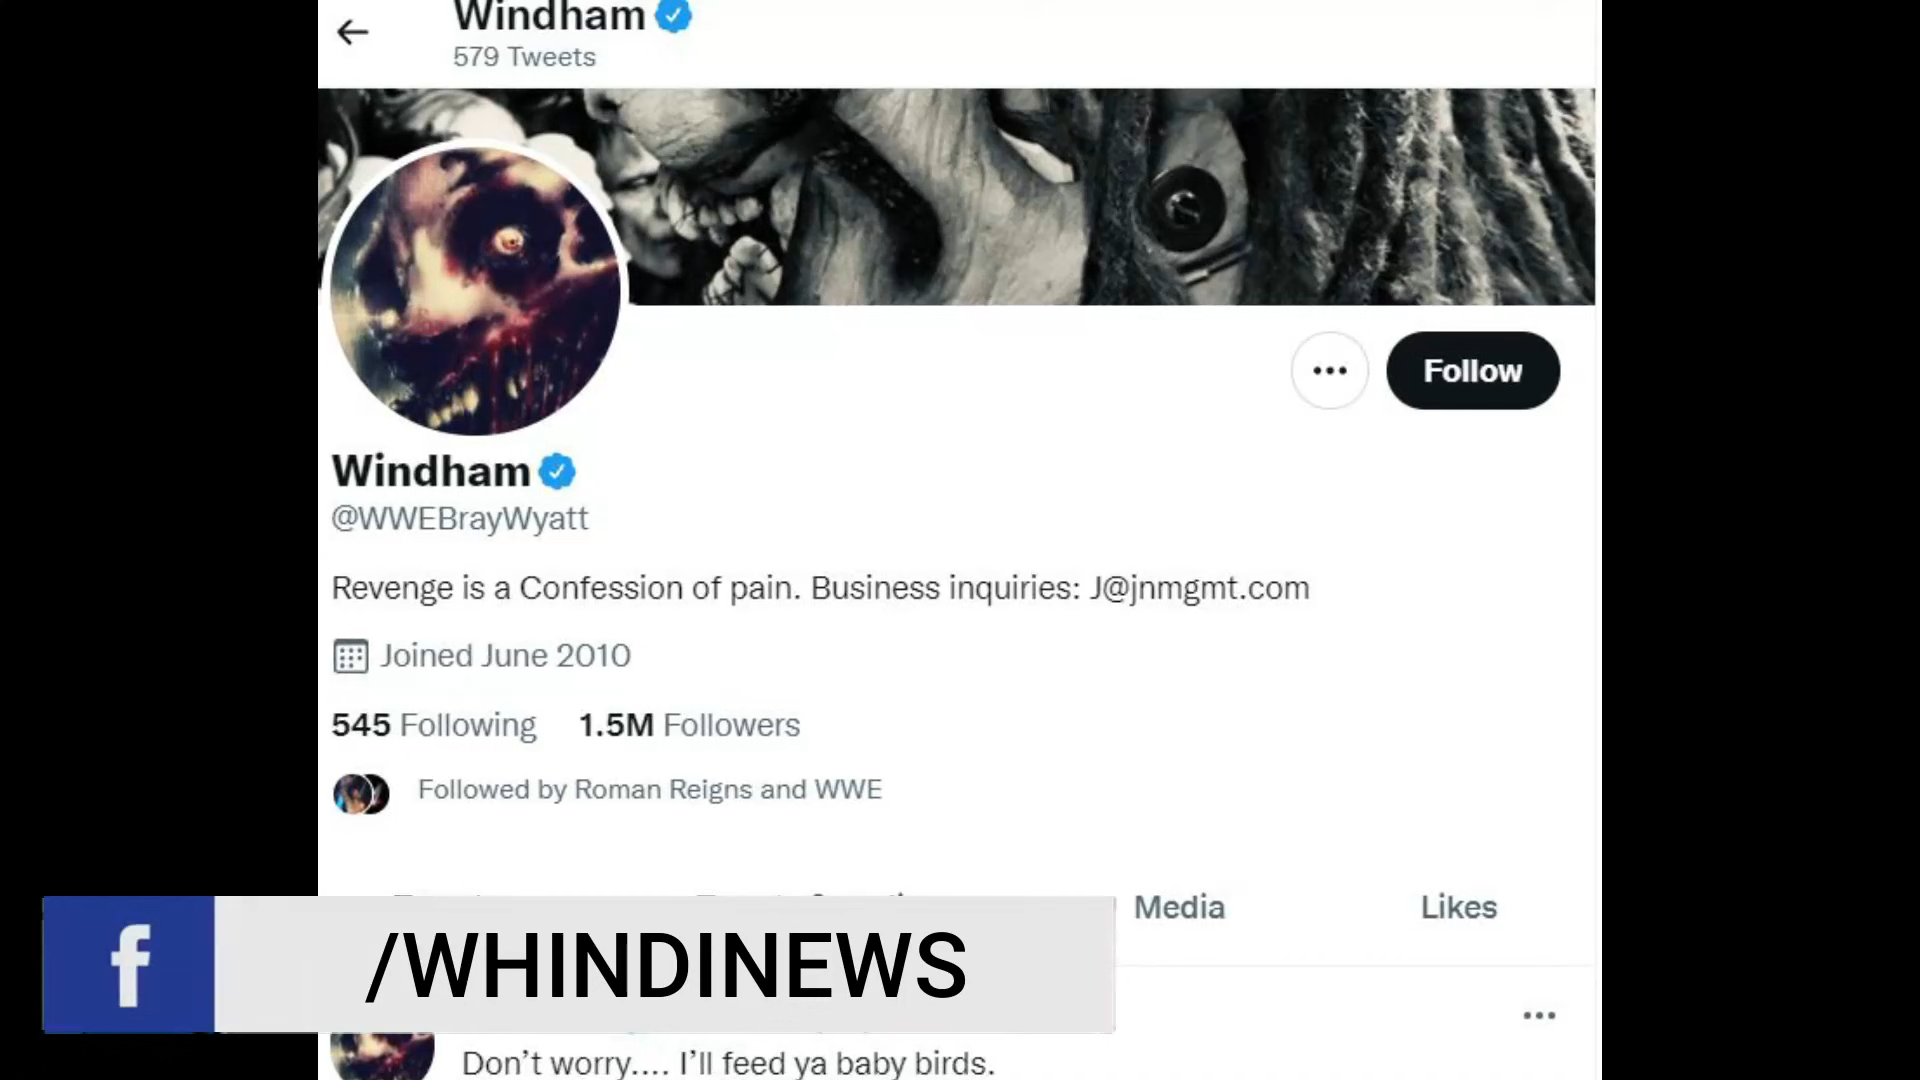 Windham
579 Tweets
Follow
Windham
@WWEBrayWyatt
Revenge is a Confession of pain. Business inquiries: J@jnmgmt.com
Joined June 2010
545 Following 1.5M Followers
Followed by Roman Reigns and WWE
Media Likes
f /WHINDINEWS
Don't worry.... I'll feed ya baby birds.